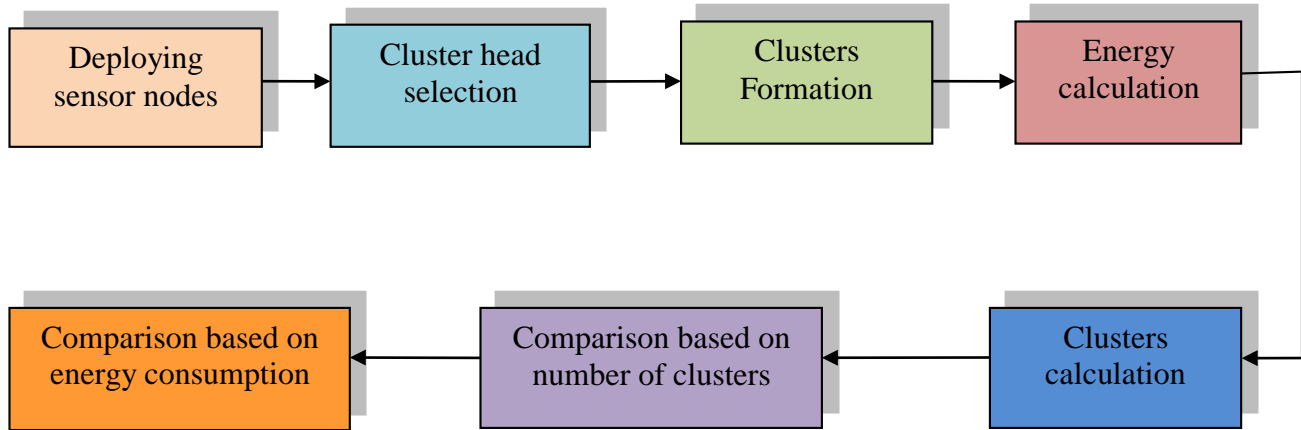 Deploying
sensor nodes
Cluster head
selection
Clusters
Formation
Energy
calculation
Clusters
calculation
Comparison based on
number of clusters
Comparison based on
energy consumption